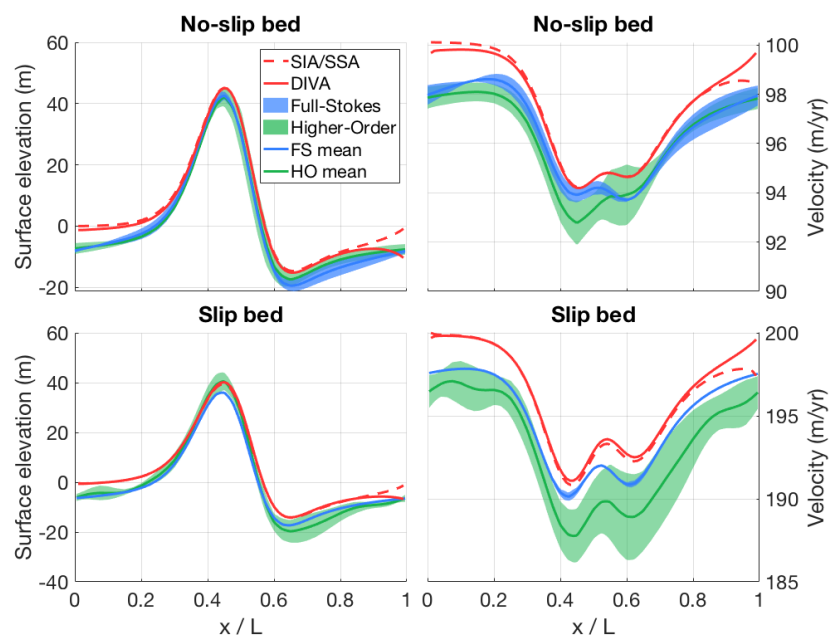 No-slip bed
No-slip bed
60
40
20
0
-20
Surface elevation (m)
SIA/SSA
DIVA
Full-Stokes
Higher-Order
FS mean
HO mean
100
98
96
94
92
90
Velocity (m/yr)
Slip bed
Slip bed
60
40
20
0
-20
-40
Surface elevation (m)
0
0.2
0.4
0.6
0.8
1
x / L
200
195
190
185
Velocity (m/yr)
0
0.2
0.4
0.6
0.8
1
x / L